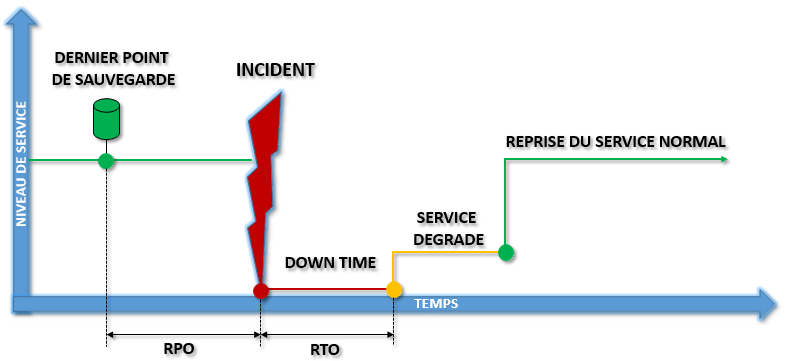 DERNIER POINT
DE SAUVEGARDE
INCIDENT
NIVEAU DE SERVICE
REPRISE DU SERVICE NORMAL
SERVICE
DEGRADE
DOWN TIME
TEMPS
RPO
RTO